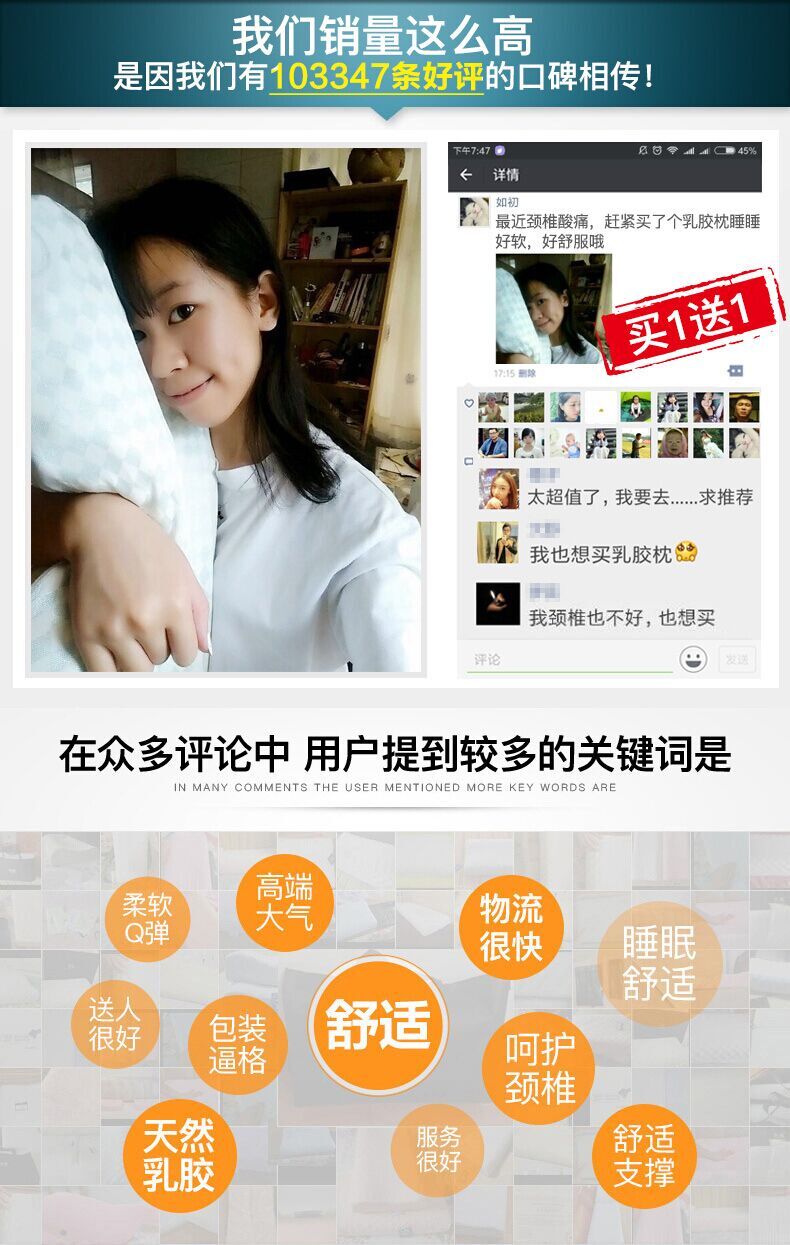 我们销量这么高
是因我们有103347条好评的口碑相传!
下午7:47
45%
详情
如初
最近颈椎酸痛，赶紧买了个乳胶枕睡睡
好软，好舒服哦
买1送1
17:15 删除
太超值了，我要去......求推荐
我也想买乳胶枕
我颈椎也不好，也想买
评论
发送
在众多评论中 用户提到较多的关键词是
IN MANY COMMENTS THE USER MENTIONED MORE KEY WORDS ARE
柔软
Q弹
高端
大气
物流
很快
睡眠
舒适
送人
很好
包装
逼格
舒适
呵护
颈椎
天然
乳胶
服务
很好
舒适
支撑